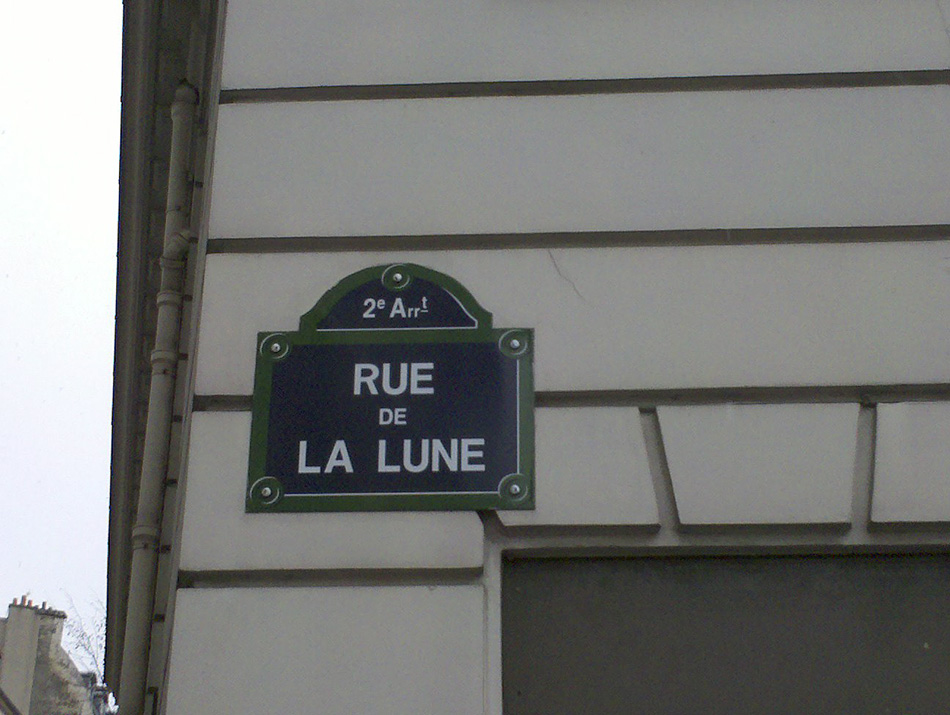 2e Arrt
RUE
DE
LA LUNE